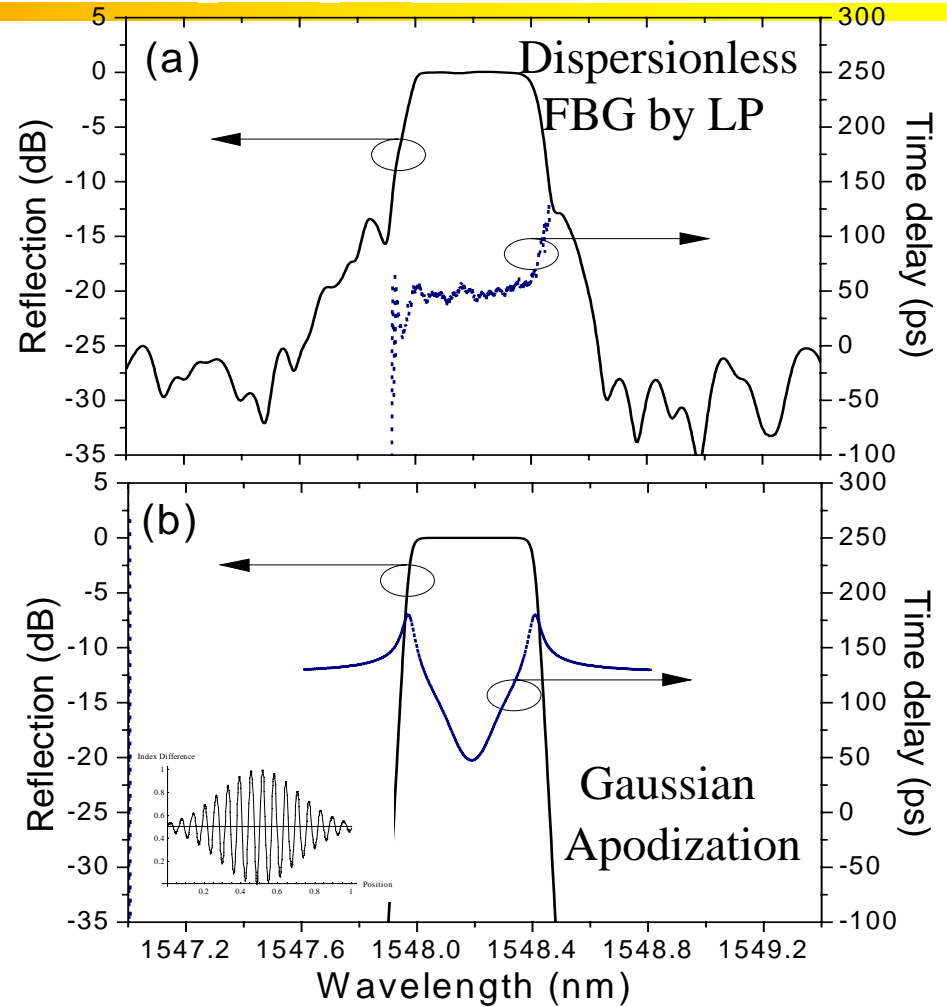 (a)
Dispersionless
FBG by LP
5
0
-5
-10
-15
-20
-25
-30
-35
Reflection (dB)
300
250
200
150
100
50
0
-50
-100
Time delay (ps)
(b)
Gaussian
Apodization
5
0
-5
-10
-15
-20
-25
-30
-35
Reflection (dB)
300
250
200
150
100
50
0
-50
-100
Time delay (ps)
Index Difference
1
0.8
0.6
0.4
0.2
0.2 0.4 0.6 0.8 1
Position
1547.2 1547.6 1548.0 1548.4 1548.8 1549.2
Wavelength (nm)